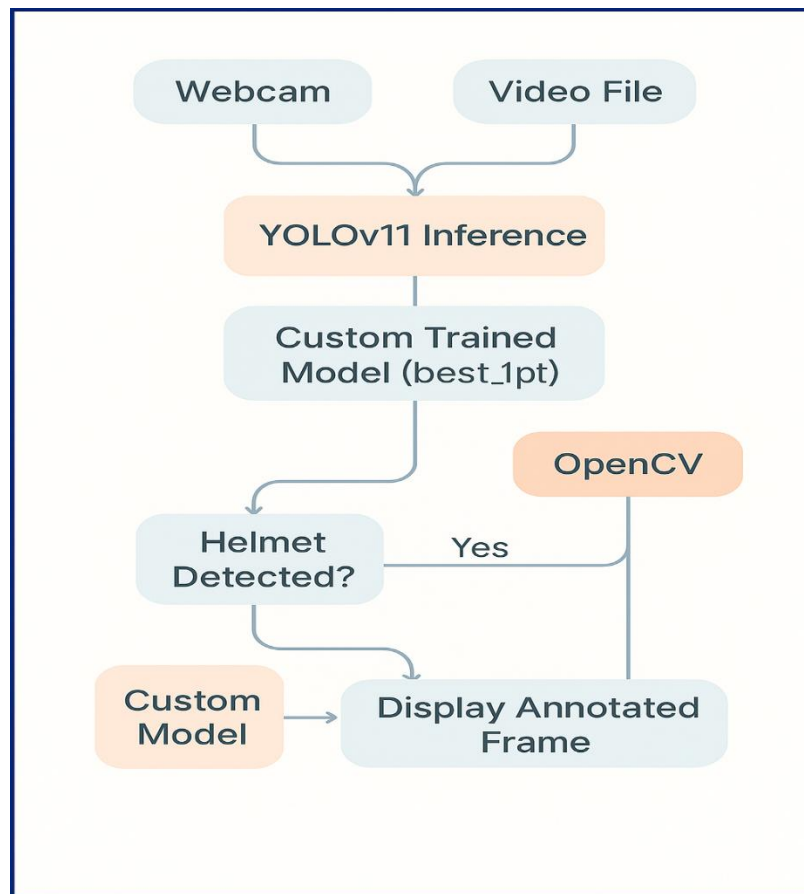 Webcam
Video File
YOLOv11 Inference
Custom Trained
Model (best_1pt)
OpenCV
Helmet
Detected?
Yes
Custom
Model
Display Annotated
Frame